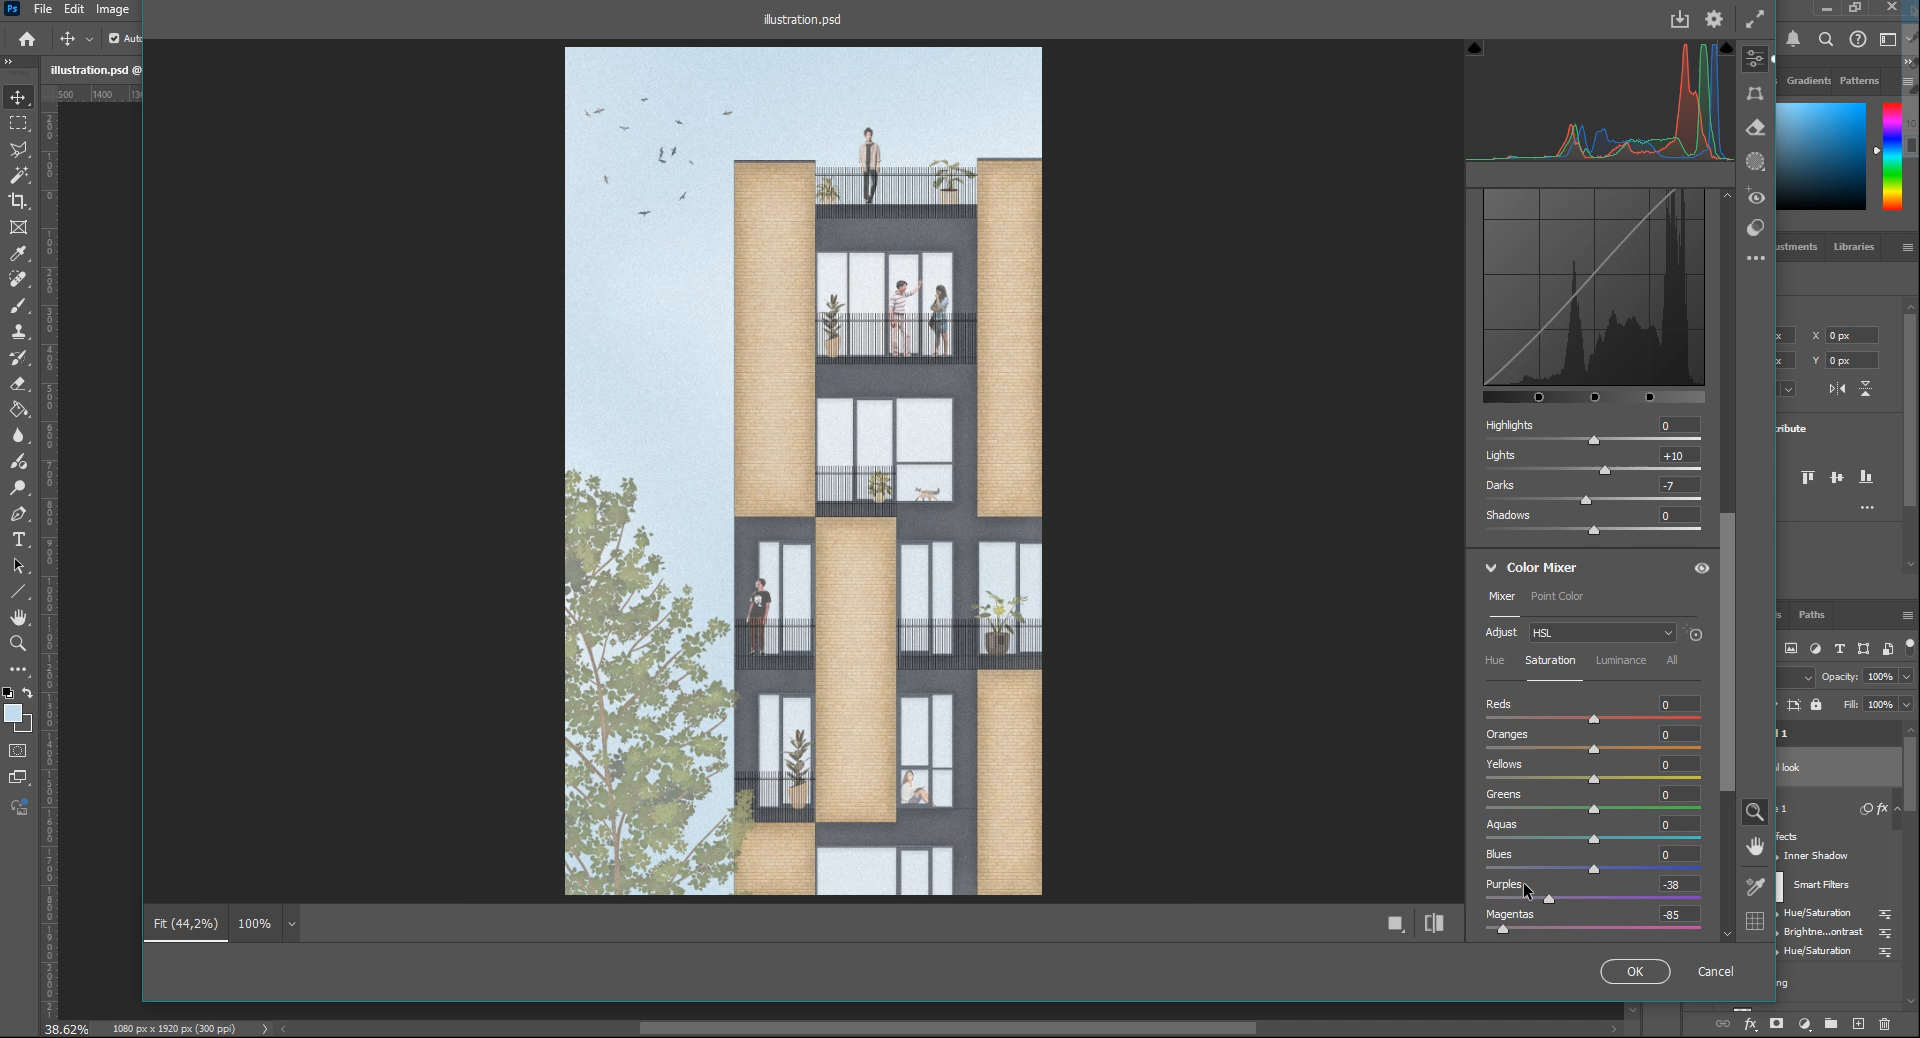 Ps File Edit Image
illustration.psd
Auto
illustration.psd @
500 1400
Gradients Patterns
Libraries
X 0 px
Y 0 px
Highlights 0
Lights +10
Darks -7
Shadows 0
Color Mixer
Mixer Point Color
Adjust HSL
Hue Saturation Luminance All
Reds 0
Oranges 0
Yellows 0
Greens 0
Aquas 0
Blues 0
Purples -38
Magentas -85
Paths
Opacity: 100%
Fill: 100%
look
Inner Shadow
Smart Filters
Hue/Saturation
Brightne...ontrast
Hue/Saturation
Fit (44,2%) 100%
OK Cancel
38.62% 1080 px x 1920 px (300 ppi)